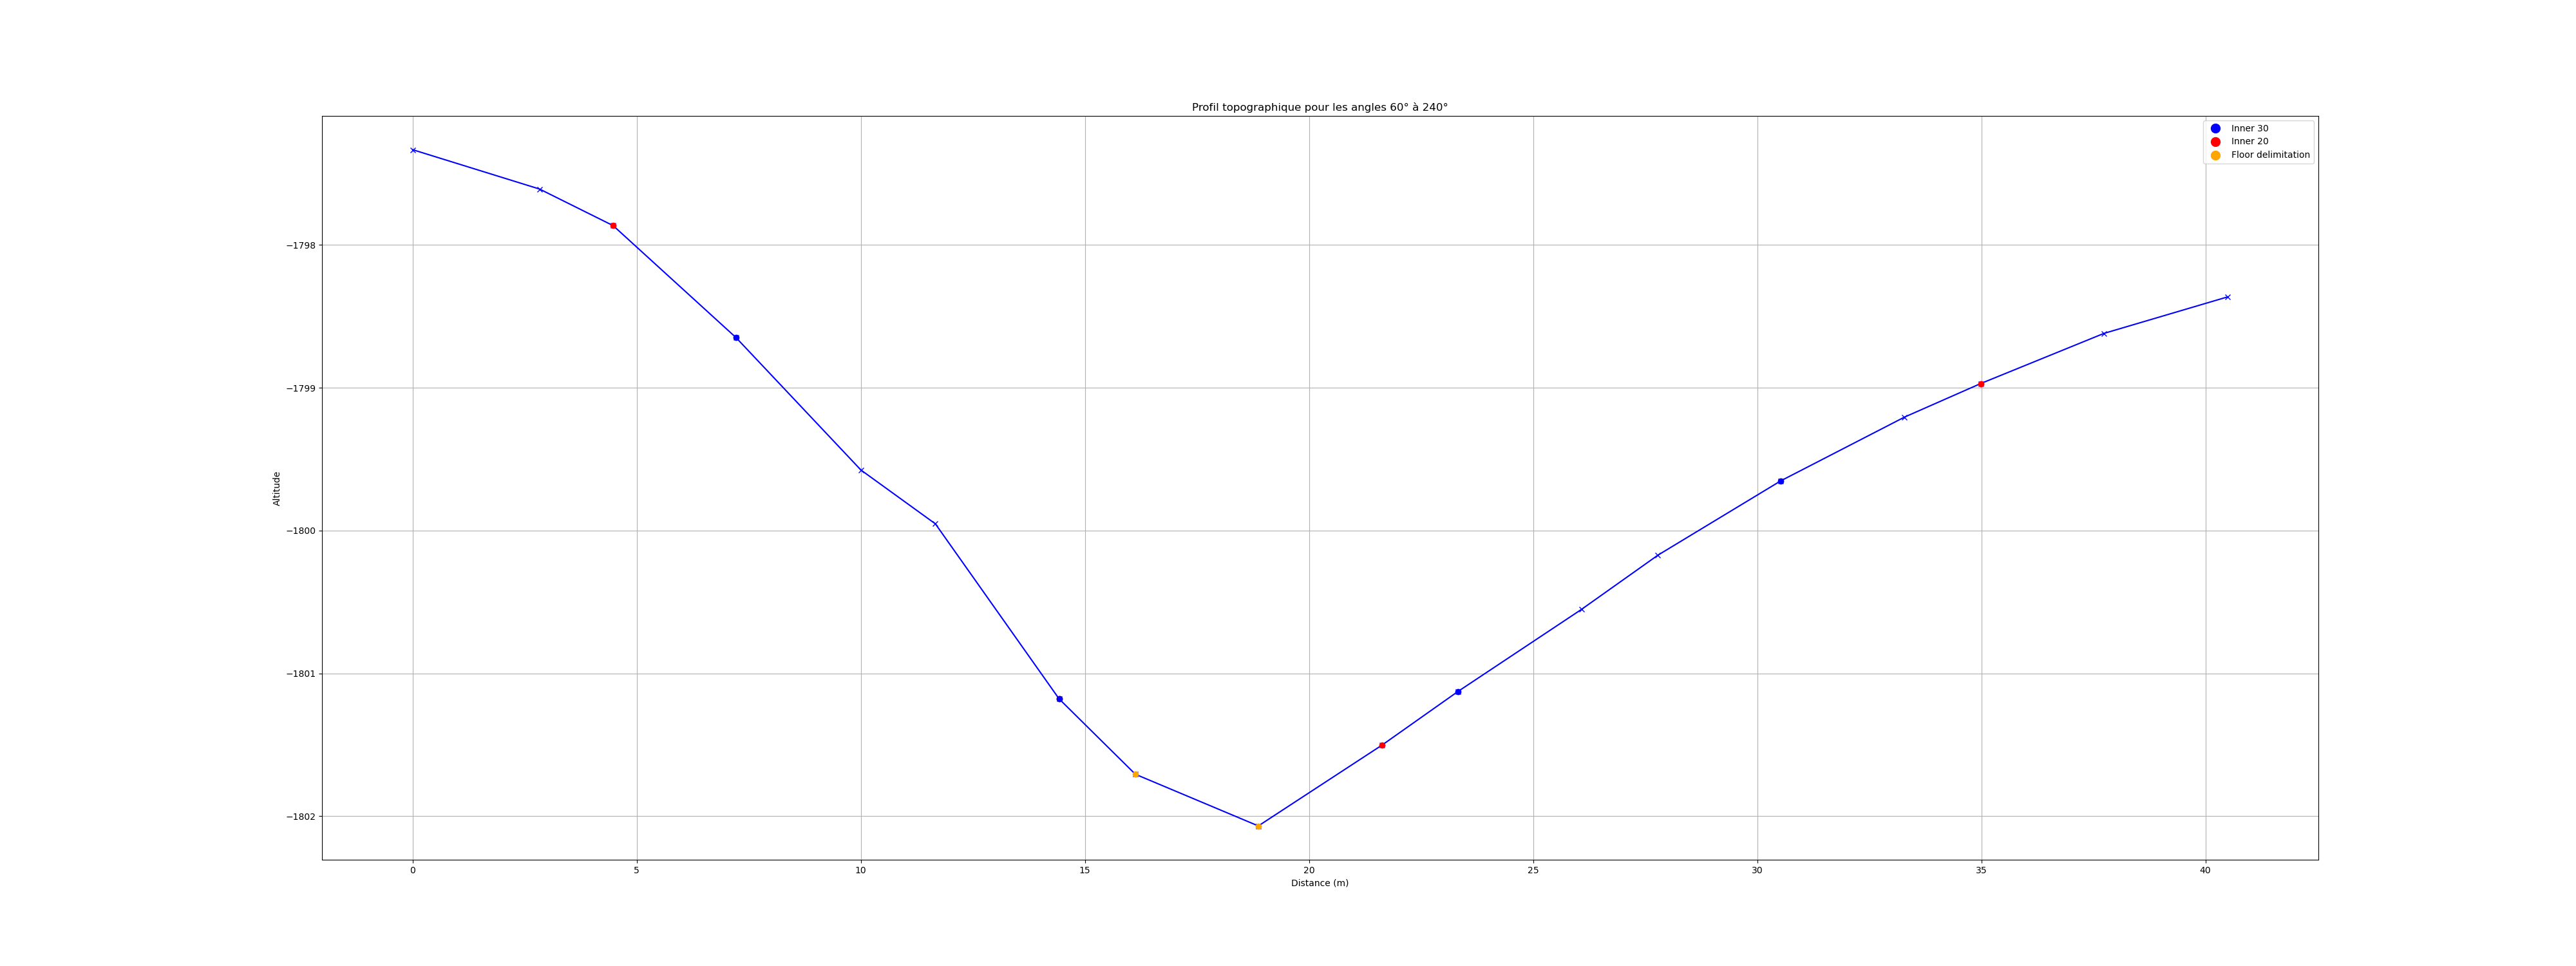 Profil topographique pour les angles 60° à 240°
Inner 30
Inner 20
Floor delimitation
Altitude
−1798
−1799
−1800
−1801
−1802
0 5 10 15 20 25 30 35 40
Distance (m)